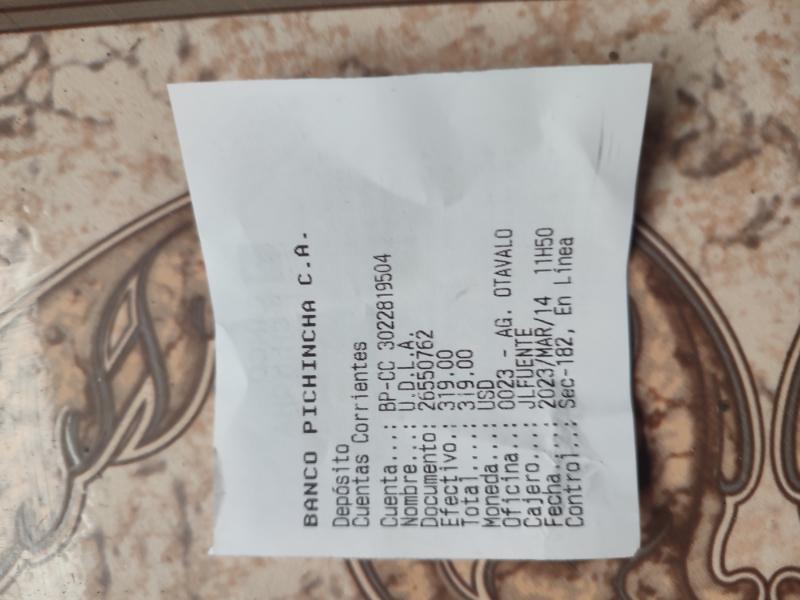 BANCO PICHINCHA C.A.
Depósito
Cuentas Corrientes
Cuenta....: BP-CC 3022819504
Nombre....: U.D.L.A.
Documento: 26550762
Efectivo.: 319.00
Total.....: 319.00
Moneda....: USD
Oficina..: 0023 - AG. OTAVALO
Cajero...: JLFUENTE
Fecha....: 2023/MAR/14 11H50
Control..: Sec-182, En Línea